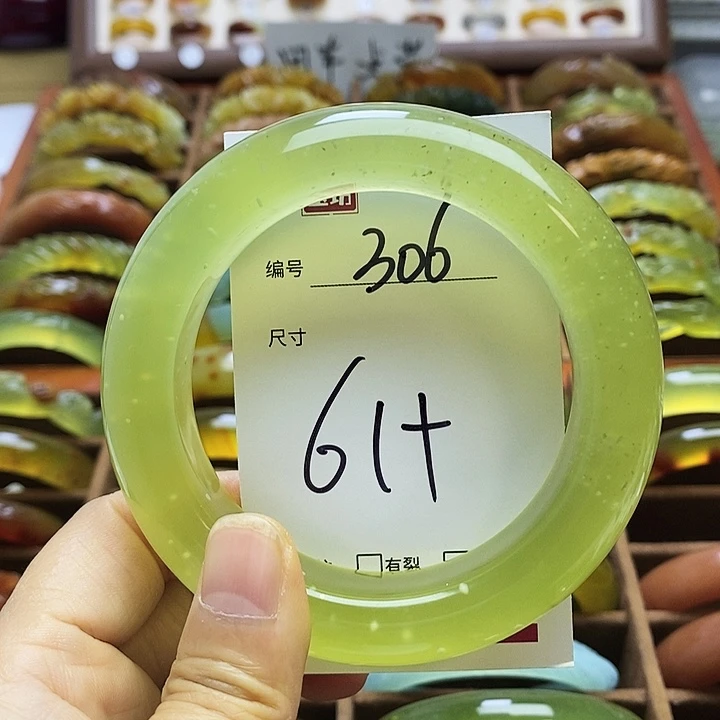 编号 306
尺寸
61+
有裂